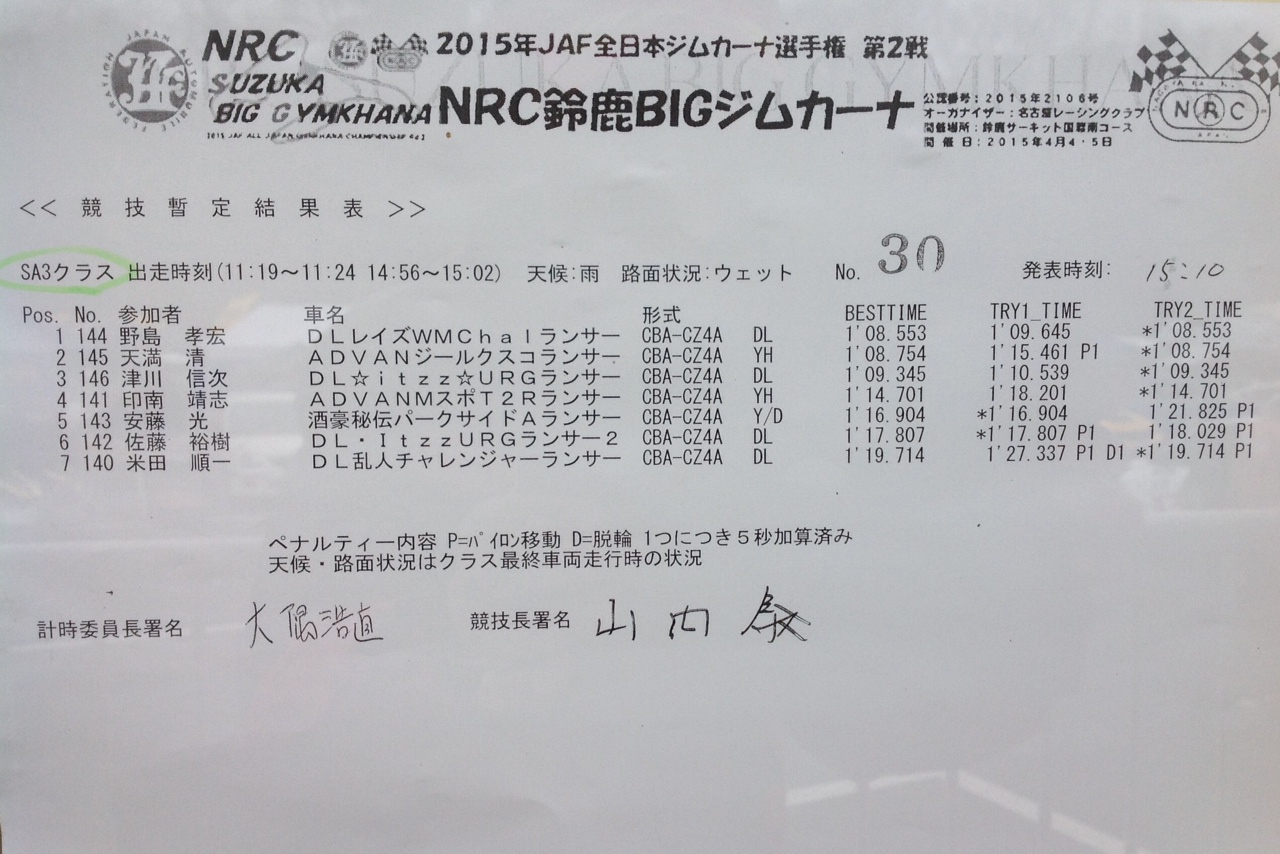 NRC
SUZUKA
BIG GYMKHANA
2015年JAF全日本ジムカーナ選手権 第2戦
NRC鈴鹿BIGジムカーナ
公認番号：2015年2106号
オーガナイザー：名古屋レーシングクラブ
開催場所：鈴鹿サーキット国際南コース
開催日：2015年4月4・5日
JAPAN AUTOMOBILE FEDERATION
NRC
<< 競技暫定結果表 >>
SA3クラス 出走時刻(11:19～11:24 14:56～15:02) 天候:雨 路面状況:ウェット No. 30 発表時刻: 15:10
Pos. No. 参加者 車名 形式 BESTTIME TRY1_TIME TRY2_TIME
1 144 野島 孝宏 ＤＬレイズＷＭＣｈａｌランサー CBA-CZ4A DL 1'08.553 1'09.645 *1'08.553
2 145 天満 清 ＡＤＶＡＮジールクスコランサー CBA-CZ4A YH 1'08.754 1'15.461 P1 *1'08.754
3 146 津川 信次 ＤＬ☆ｉｔｚｚ☆ＵＲＧランサー CBA-CZ4A DL 1'09.345 1'10.539 *1'09.345
4 141 印南 靖志 ＡＤＶＡＮＭスポＴ２Ｒランサー CBA-CZ4A YH 1'14.701 1'18.201 *1'14.701
5 143 安藤 光 酒豪秘伝パークサイドＡランサー CBA-CZ4A Y/D 1'16.904 *1'16.904 1'21.825 P1
6 142 佐藤 裕樹 ＤＬ・ＩｔｚｚＵＲＧランサー２ CBA-CZ4A DL 1'17.807 *1'17.807 P1 1'18.029 P1
7 140 米田 順一 ＤＬ乱人チャレンジャーランサー CBA-CZ4A DL 1'19.714 1'27.337 P1 D1 *1'19.714 P1
ペナルティー内容 P=ﾊﾟｲﾛﾝ移動 D=脱輪 1つにつき５秒加算済み
天候・路面状況はクラス最終車両走行時の状況
計時委員長署名 大隅浩直 競技長署名 山内